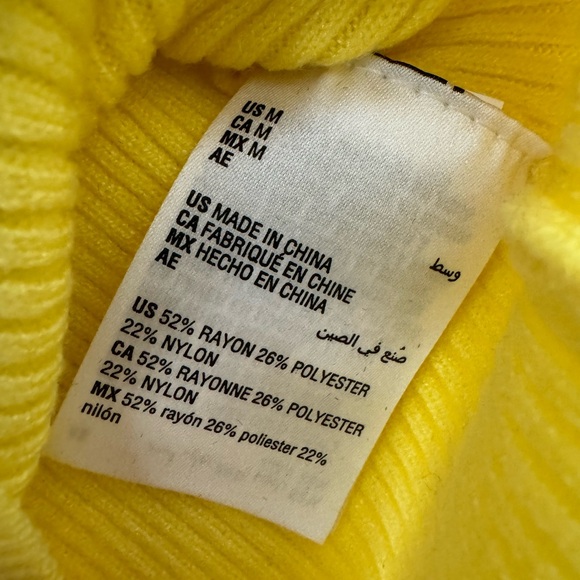 US M
CA M
MX M
AE وسط
US MADE IN CHINA
CA FABRIQUÉ EN CHINE
MX HECHO EN CHINA
AE صُنع في الصين
US 52% RAYON 26% POLYESTER
22% NYLON
CA 52% RAYONNE 26% POLYESTER
22% NYLON
MX 52% rayón 26% poliester 22%
nilón